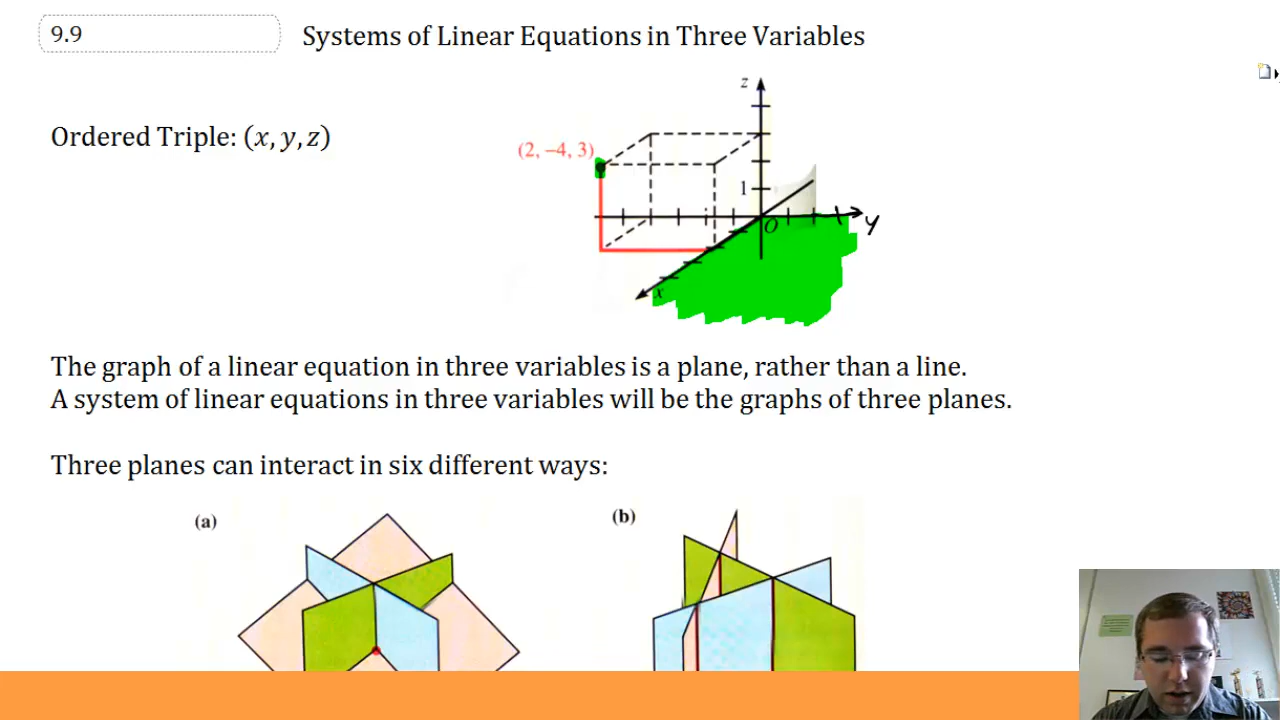 9.9
Systems of Linear Equations in Three Variables
z
Ordered Triple: (x, y, z)
(2, −4, 3)
1
O
y
x
The graph of a linear equation in three variables is a plane, rather than a line.
A system of linear equations in three variables will be the graphs of three planes.
Three planes can interact in six different ways:
(a)
(b)